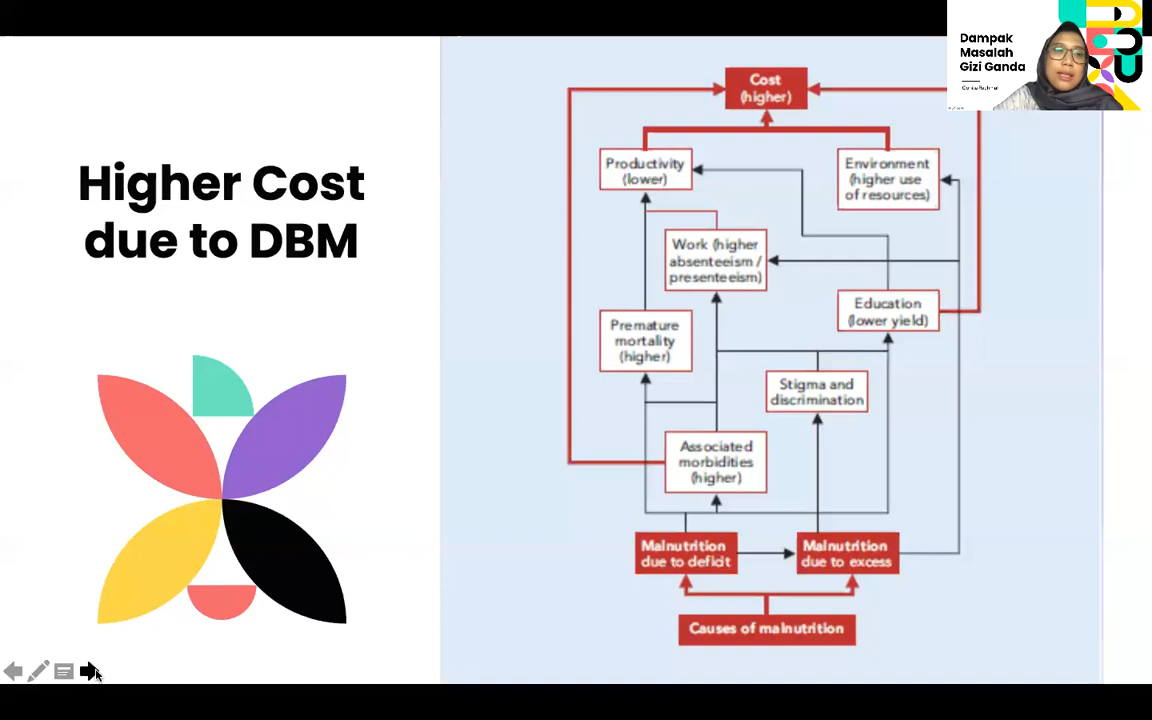 Higher Cost
due to DBM
Cost
(higher)
Productivity
(lower)
Environment
(higher use
of resources)
Work (higher
absenteeism /
presenteeism)
Education
(lower yield)
Premature
mortality
(higher)
Stigma and
discrimination
Associated
morbidities
(higher)
Malnutrition
due to deficit
Malnutrition
due to excess
Causes of malnutrition
Dampak
Masalah
Gizi Ganda